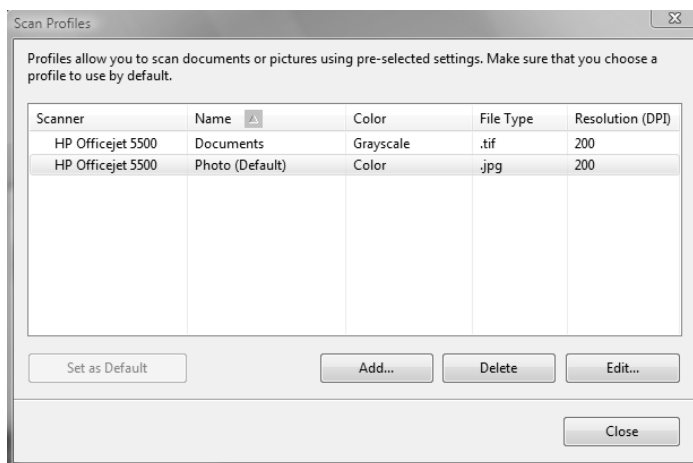 Scan Profiles
Profiles allow you to scan documents or pictures using pre-selected settings. Make sure that you choose a
profile to use by default.
Scanner Name Color File Type Resolution (DPI)
HP Officejet 5500 Documents Grayscale .tif 200
HP Officejet 5500 Photo (Default) Color .jpg 200
Set as Default Add... Delete Edit...
Close